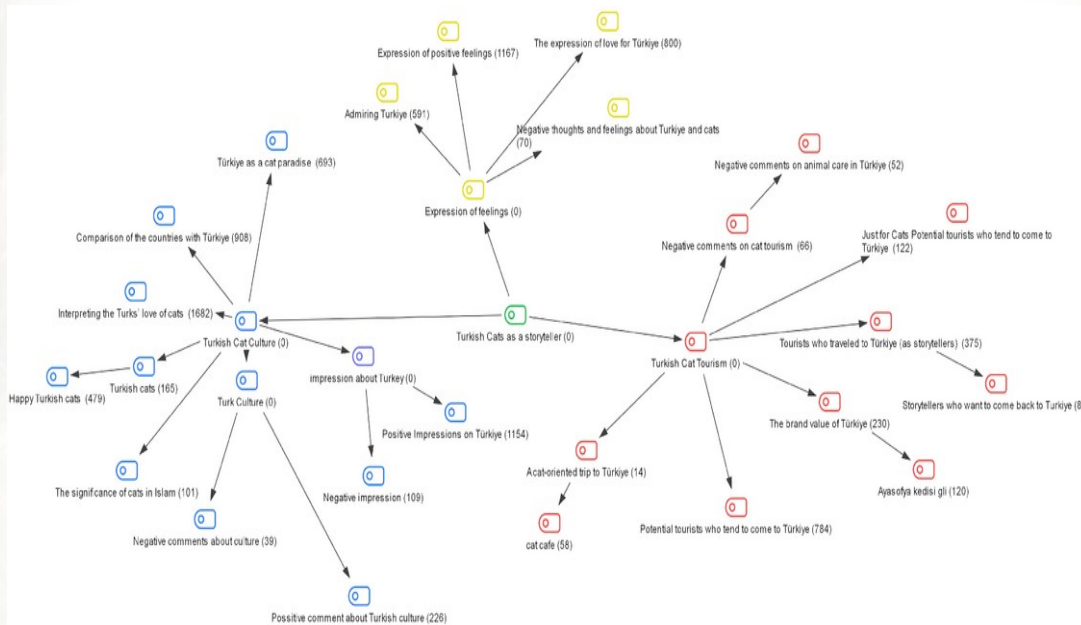 Expression of positive feelings (1167)
The expression of love for Türkiye (800)
Admiring Turkiye (591)
Negative thoughts and feelings about Turkiye and cats
(70)
Türkiye as a cat paradise (693)
Negative comments on animal care in Türkiye (52)
Expression of feelings (0)
Comparison of the countries with Türkiye (908)
Negative comments on cat tourism (66)
Just for Cats Potential tourists who tend to come to
Türkiye (122)
Interpreting the Turks' love of cats (1682)
Turkish Cat Culture (0)
Turkish Cats as a storyteller (0)
Turkish Cat Tourism (0)
Tourists who traveled to Türkiye (as storytellers) (375)
Happy Turkish cats (479)
Turkish cats (165)
Turk Culture (0)
impression about Turkey (0)
Storytellers who want to come back to Turkiye (8
Positive Impressions on Türkiye (1154)
The brand value of Türkiye (230)
The significance of cats in Islam (101)
Negative impression (109)
A cat-oriented trip to Türkiye (14)
Ayasofya kedisi gli (120)
Negative comments about culture (39)
cat cafe (58)
Potential tourists who tend to come to Türkiye (784)
Possitive comment about Turkish culture (226)